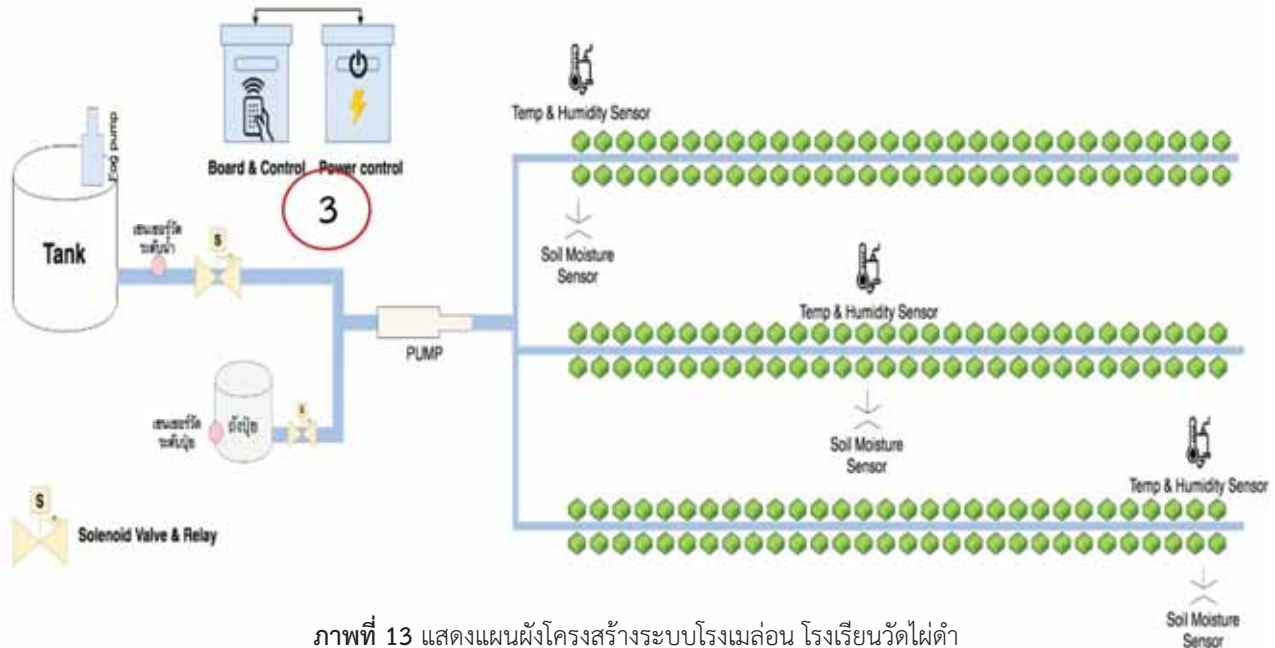 Temp & Humidity Sensor
Fog pump
Board & Control
Power control
3
Tank
เซนเซอร์วัด
ระดับน้ำ
S
Soil Moisture
Sensor
Temp & Humidity Sensor
PUMP
เซนเซอร์วัด
ระดับปุ๋ย
ถังปุ๋ย
S
Soil Moisture
Sensor
Temp & Humidity Sensor
S
Solenoid Valve & Relay
Soil Moisture
Sensor
ภาพที่ 13 แสดงแผนผังโครงสร้างระบบโรงเมล่อน โรงเรียนวัดไผ่ดำ